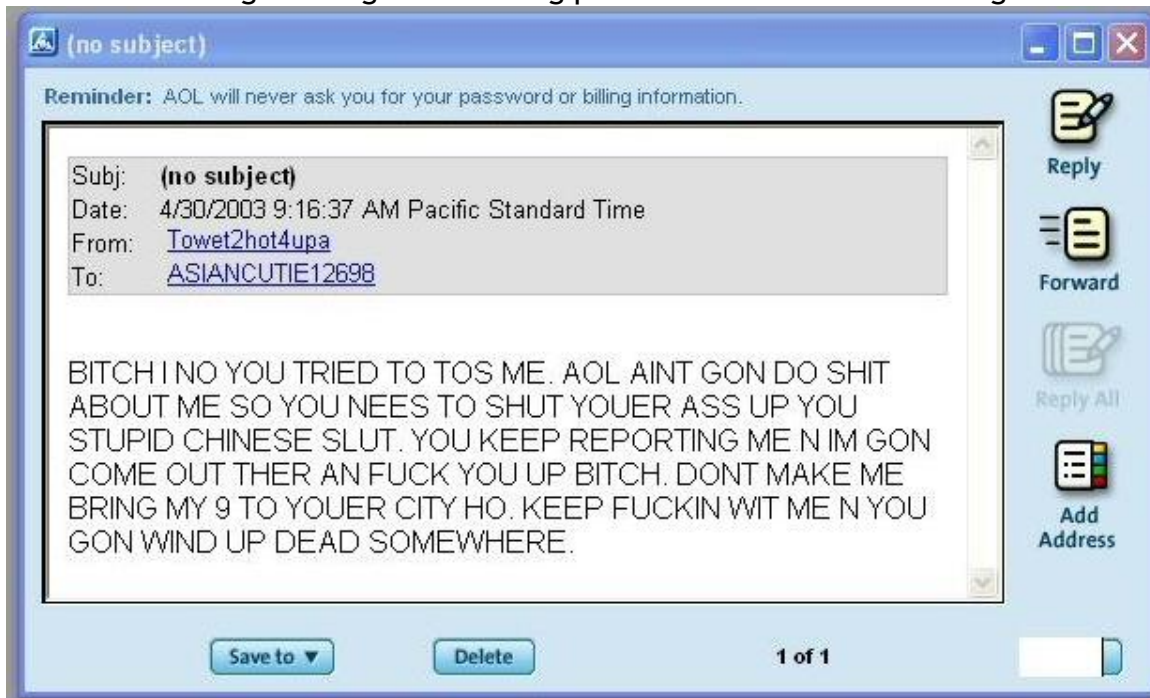 (no subject)
Reminder: AOL will never ask you for your password or billing information.
Subj: (no subject)
Date: 4/30/2003 9:16:37 AM Pacific Standard Time
From: Towet2hot4upa
To: ASIANCUTIE12698
BITCH I NO YOU TRIED TO TOS ME. AOL AINT GON DO SHIT
ABOUT ME SO YOU NEES TO SHUT YOUER ASS UP YOU
STUPID CHINESE SLUT. YOU KEEP REPORTING ME N IM GON
COME OUT THER AN FUCK YOU UP BITCH. DONT MAKE ME
BRING MY 9 TO YOUER CITY HO. KEEP FUCKIN WIT ME N YOU
GON WIND UP DEAD SOMEWHERE.
Reply
Forward
Reply All
Add
Address
Save to
Delete
1 of 1